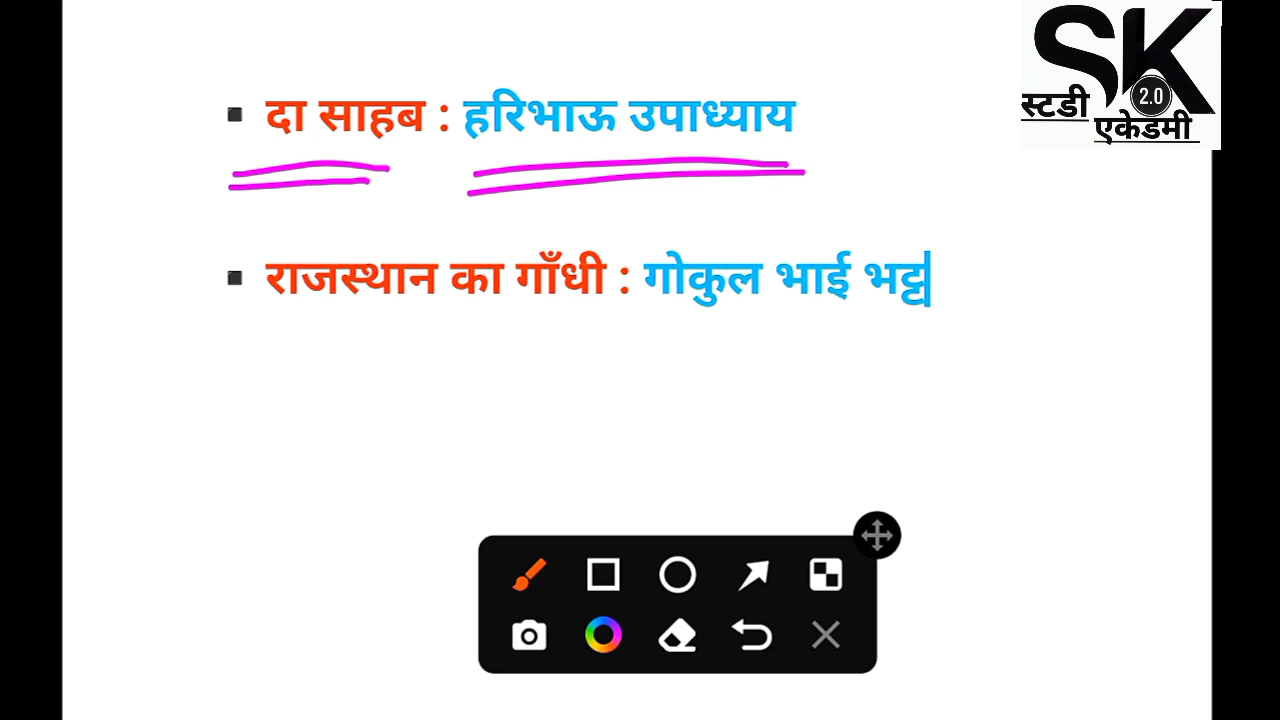 SK
2.0
स्टडी
एकेडमी
▪ दा साहब : हरिभाऊ उपाध्याय
▪ राजस्थान का गाँधी : गोकुल भाई भट्ट